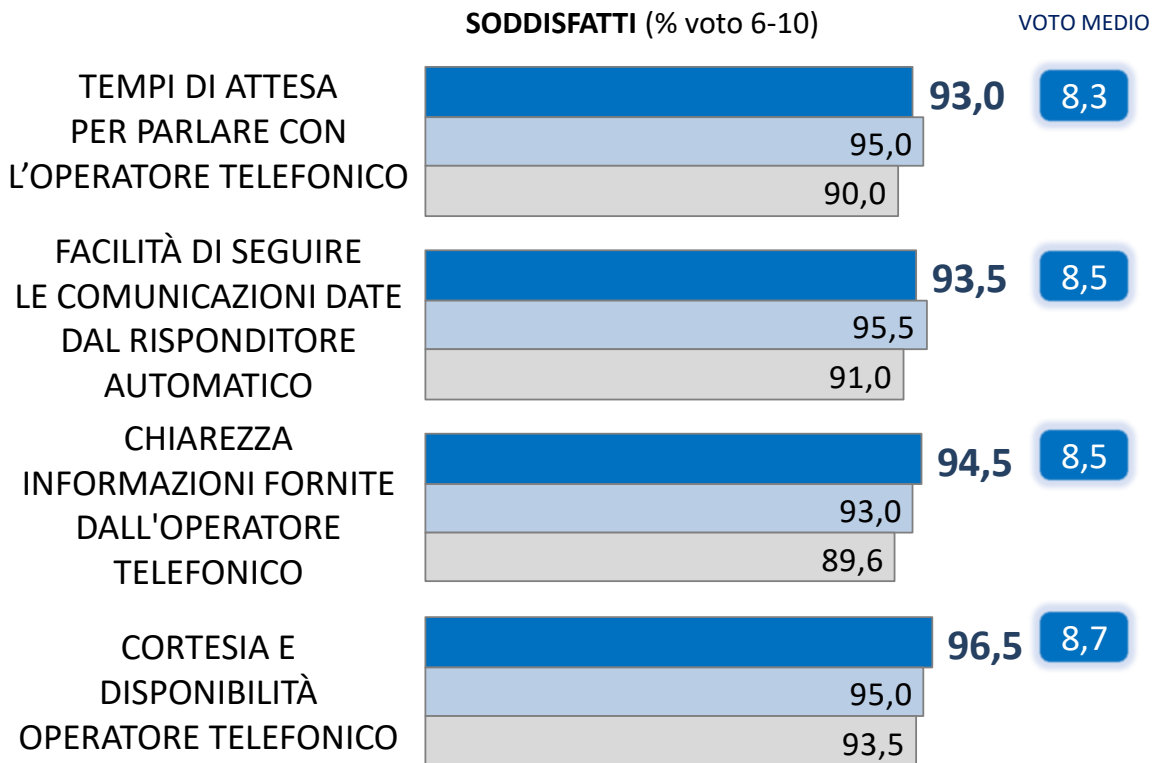 SODDISFATTI (% voto 6-10)
VOTO MEDIO
TEMPI DI ATTESA
PER PARLARE CON
L’OPERATORE TELEFONICO
93,0
8,3
95,0
90,0
FACILITÀ DI SEGUIRE
LE COMUNICAZIONI DATE
DAL RISPONDITORE
AUTOMATICO
93,5
8,5
95,5
91,0
CHIAREZZA
INFORMAZIONI FORNITE
DALL'OPERATORE
TELEFONICO
94,5
8,5
93,0
89,6
CORTESIA E
DISPONIBILITÀ
OPERATORE TELEFONICO
96,5
8,7
95,0
93,5